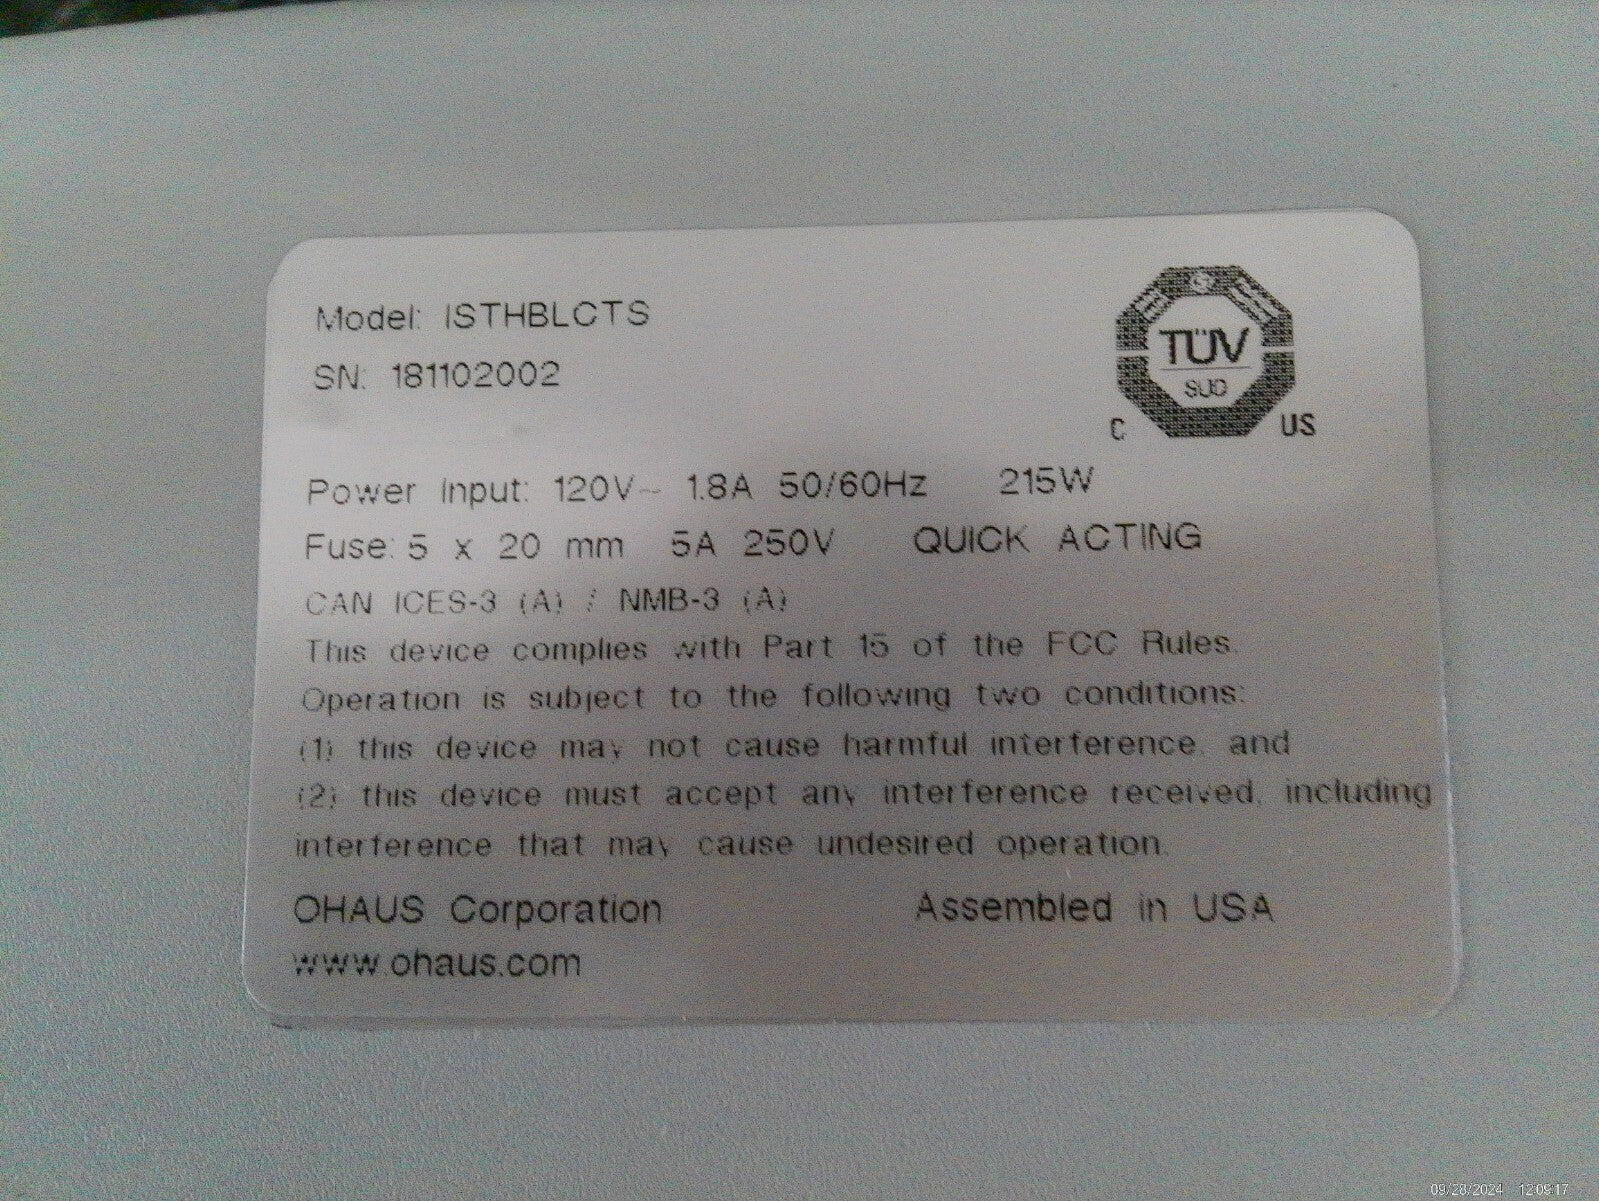 Model: ISTHBLCTS
SN: 181102002
TÜV
SUD
C US
Power Input: 120V~ 1.8A 50/60Hz 215W
Fuse: 5 x 20 mm 5A 250V QUICK ACTING
CAN ICES-3 (A) / NMB-3 (A)
This device complies with Part 15 of the FCC Rules.
Operation is subject to the following two conditions:
(1) this device may not cause harmful interference, and
(2) this device must accept any interference received, including
interference that may cause undesired operation.
OHAUS Corporation Assembled in USA
www.ohaus.com
09/28/2024 12:09:17